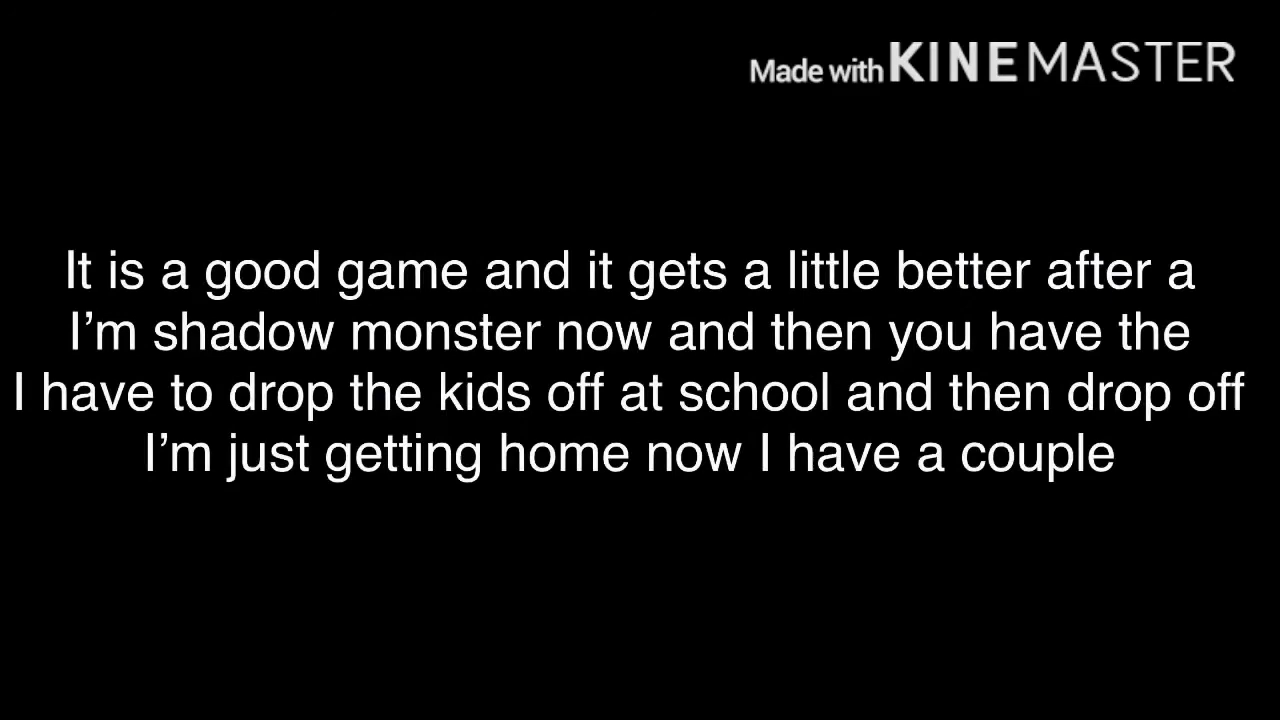 Made with KINEMASTER
It is a good game and it gets a little better after a
I’m shadow monster now and then you have the
I have to drop the kids off at school and then drop off
I’m just getting home now I have a couple